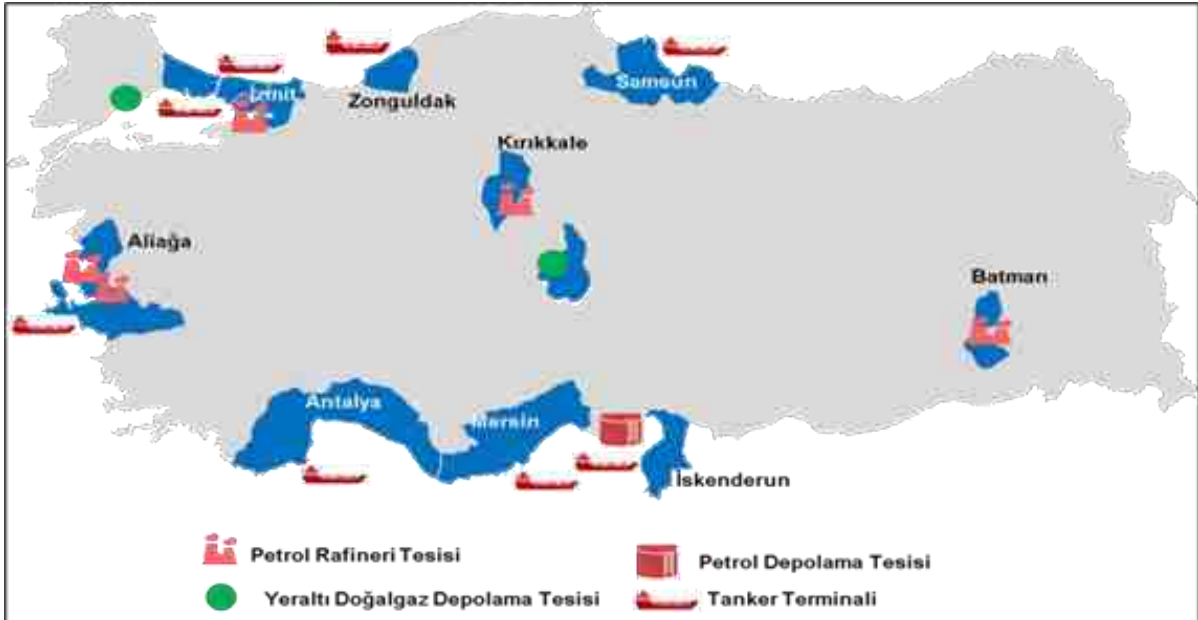 Samsun
İzmit
Zonguldak
Kırıkkale
Aliağa
Batman
Antalya
Mersin
İskenderun
Petrol Rafineri Tesisi
Petrol Depolama Tesisi
Yeraltı Doğalgaz Depolama Tesisi
Tanker Terminali